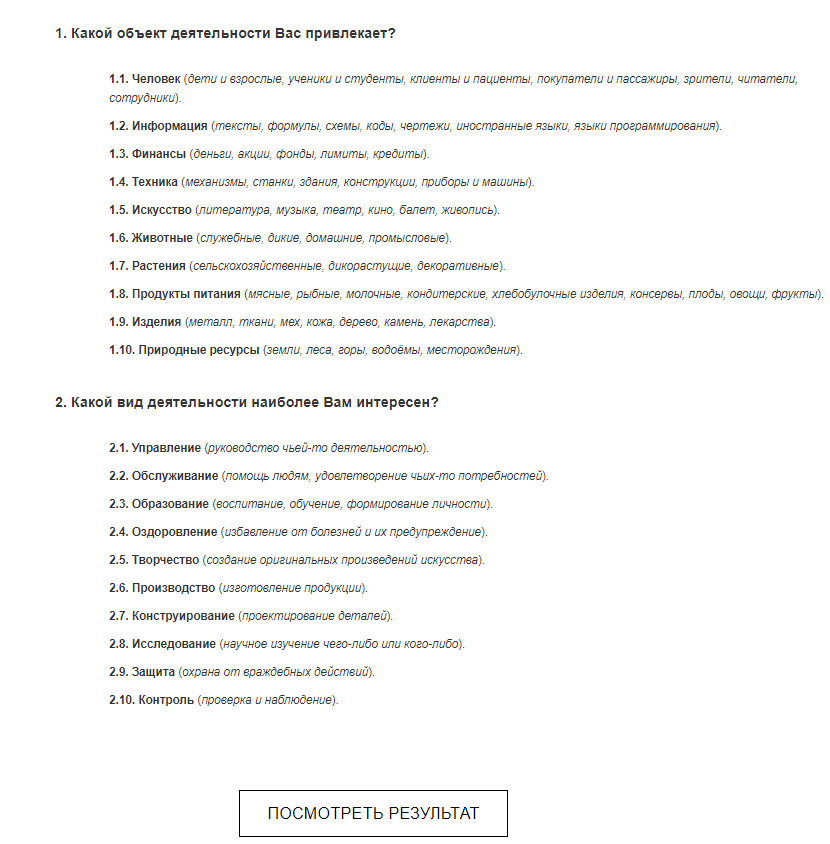 1. Какой объект деятельности Вас привлекает?
1.1. Человек (дети и взрослые, ученики и студенты, клиенты и пациенты, покупатели и пассажиры, зрители, читатели,
сотрудники).
1.2. Информация (тексты, формулы, схемы, коды, чертежи, иностранные языки, языки программирования).
1.3. Финансы (деньги, акции, фонды, лимиты, кредиты).
1.4. Техника (механизмы, станки, здания, конструкции, приборы и машины).
1.5. Искусство (литература, музыка, театр, кино, балет, живопись).
1.6. Животные (служебные, дикие, домашние, промысловые).
1.7. Растения (сельскохозяйственные, дикорастущие, декоративные).
1.8. Продукты питания (мясные, рыбные, молочные, кондитерские, хлебобулочные изделия, консервы, плоды, овощи, фрукты).
1.9. Изделия (металл, ткани, мех, кожа, дерево, камень, лекарства).
1.10. Природные ресурсы (земли, леса, горы, водоёмы, месторождения).
2. Какой вид деятельности наиболее Вам интересен?
2.1. Управление (руководство чьей-то деятельностью).
2.2. Обслуживание (помощь людям, удовлетворение чьих-то потребностей).
2.3. Образование (воспитание, обучение, формирование личности).
2.4. Оздоровление (избавление от болезней и их предупреждение).
2.5. Творчество (создание оригинальных произведений искусства).
2.6. Производство (изготовление продукции).
2.7. Конструирование (проектирование деталей).
2.8. Исследование (научное изучение чего-либо или кого-либо).
2.9. Защита (охрана от враждебных действий).
2.10. Контроль (проверка и наблюдение).
ПОСМОТРЕТЬ РЕЗУЛЬТАТ